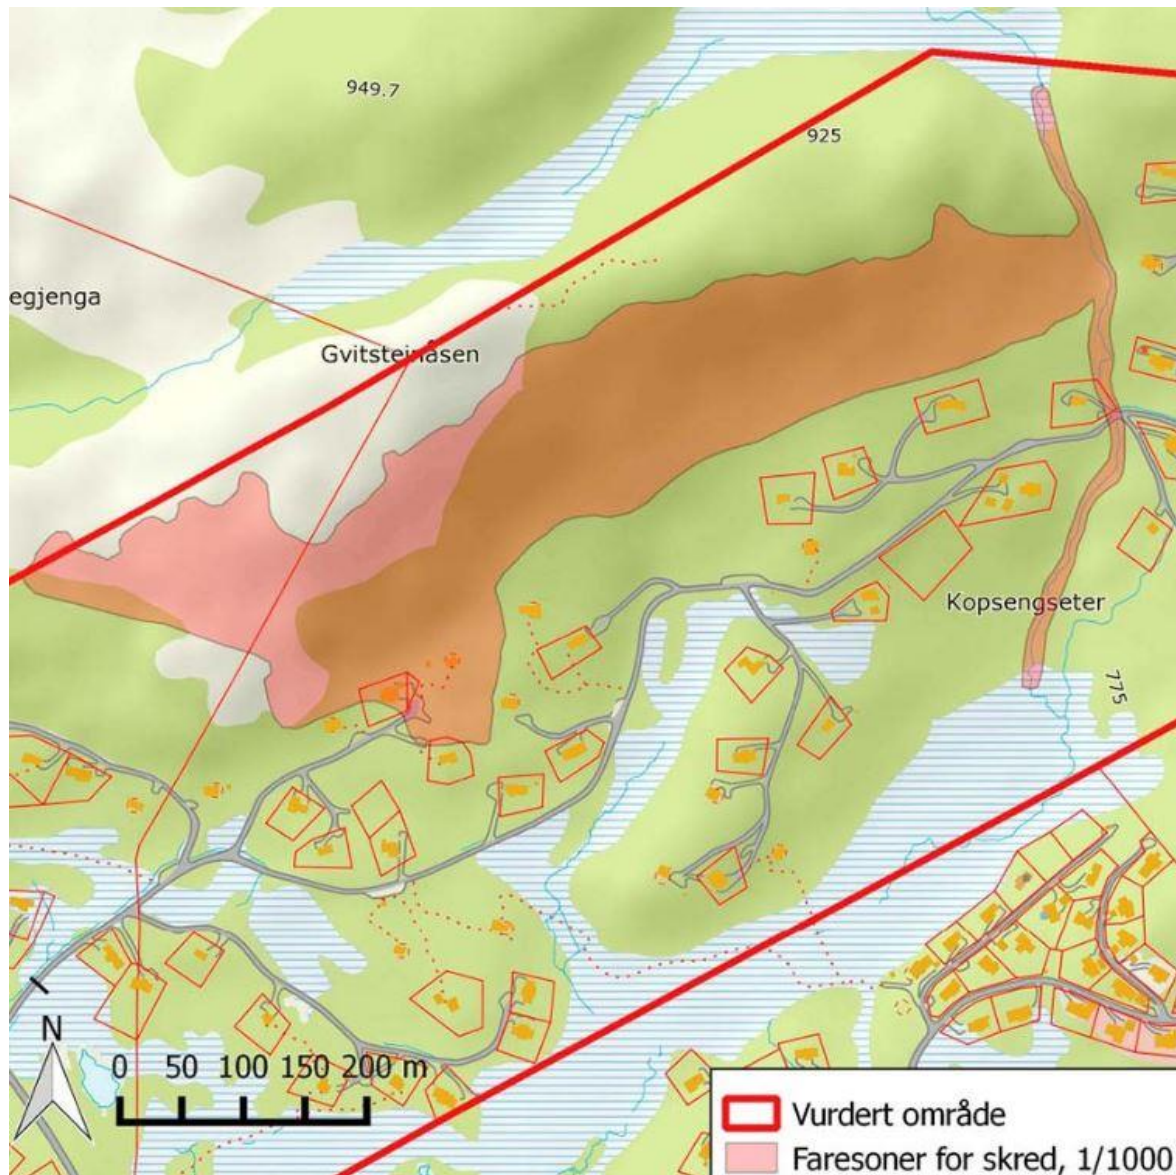 949.7
925
egjenga
Gvitsteinåsen
Kopsengseter
775
N
0 50 100 150 200 m
Vurdert område
Faresoner for skred, 1/1000